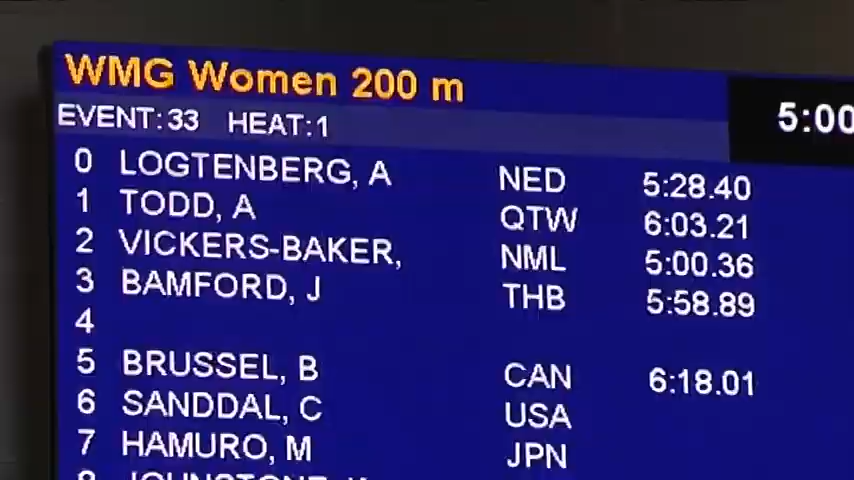 WMG Women 200 m
5:00
EVENT:33 HEAT:1
0 LOGTENBERG, A NED 5:28.40
1 TODD, A QTW 6:03.21
2 VICKERS-BAKER, NML 5:00.36
3 BAMFORD, J THB 5:58.89
4
5 BRUSSEL, B CAN 6:18.01
6 SANDDAL, C USA
7 HAMURO, M JPN